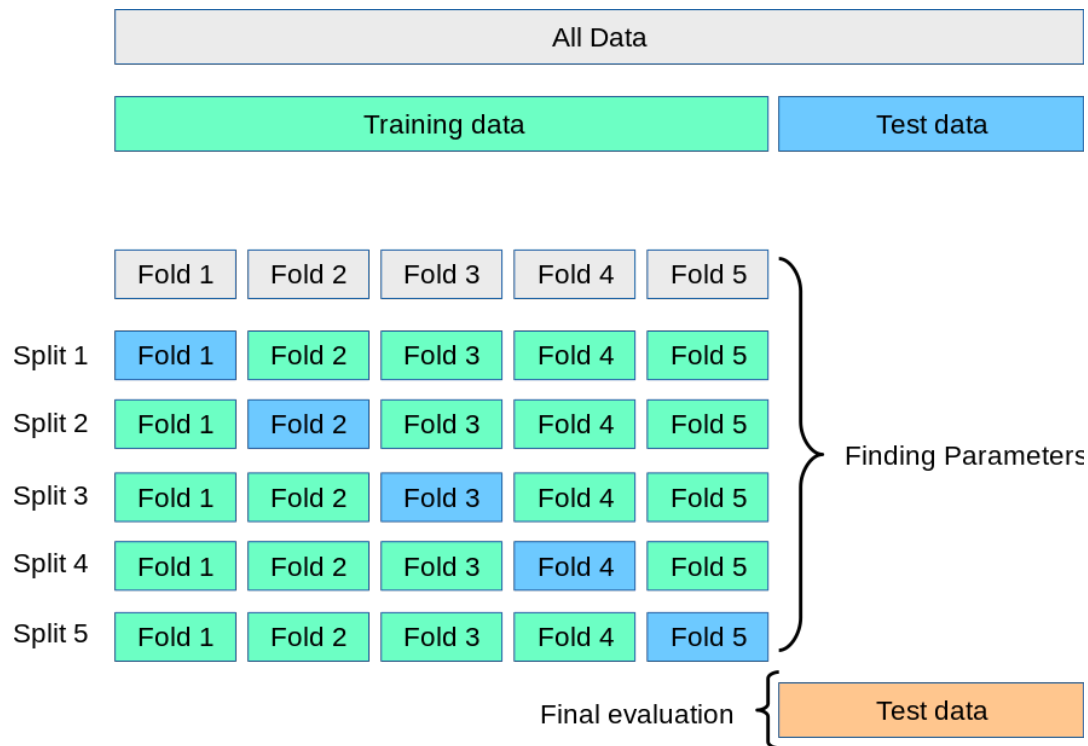 All Data
Training data Test data
Fold 1 Fold 2 Fold 3 Fold 4 Fold 5
Split 1 Fold 1 Fold 2 Fold 3 Fold 4 Fold 5
Split 2 Fold 1 Fold 2 Fold 3 Fold 4 Fold 5
Finding Parameters
Split 3 Fold 1 Fold 2 Fold 3 Fold 4 Fold 5
Split 4 Fold 1 Fold 2 Fold 3 Fold 4 Fold 5
Split 5 Fold 1 Fold 2 Fold 3 Fold 4 Fold 5
Final evaluation Test data